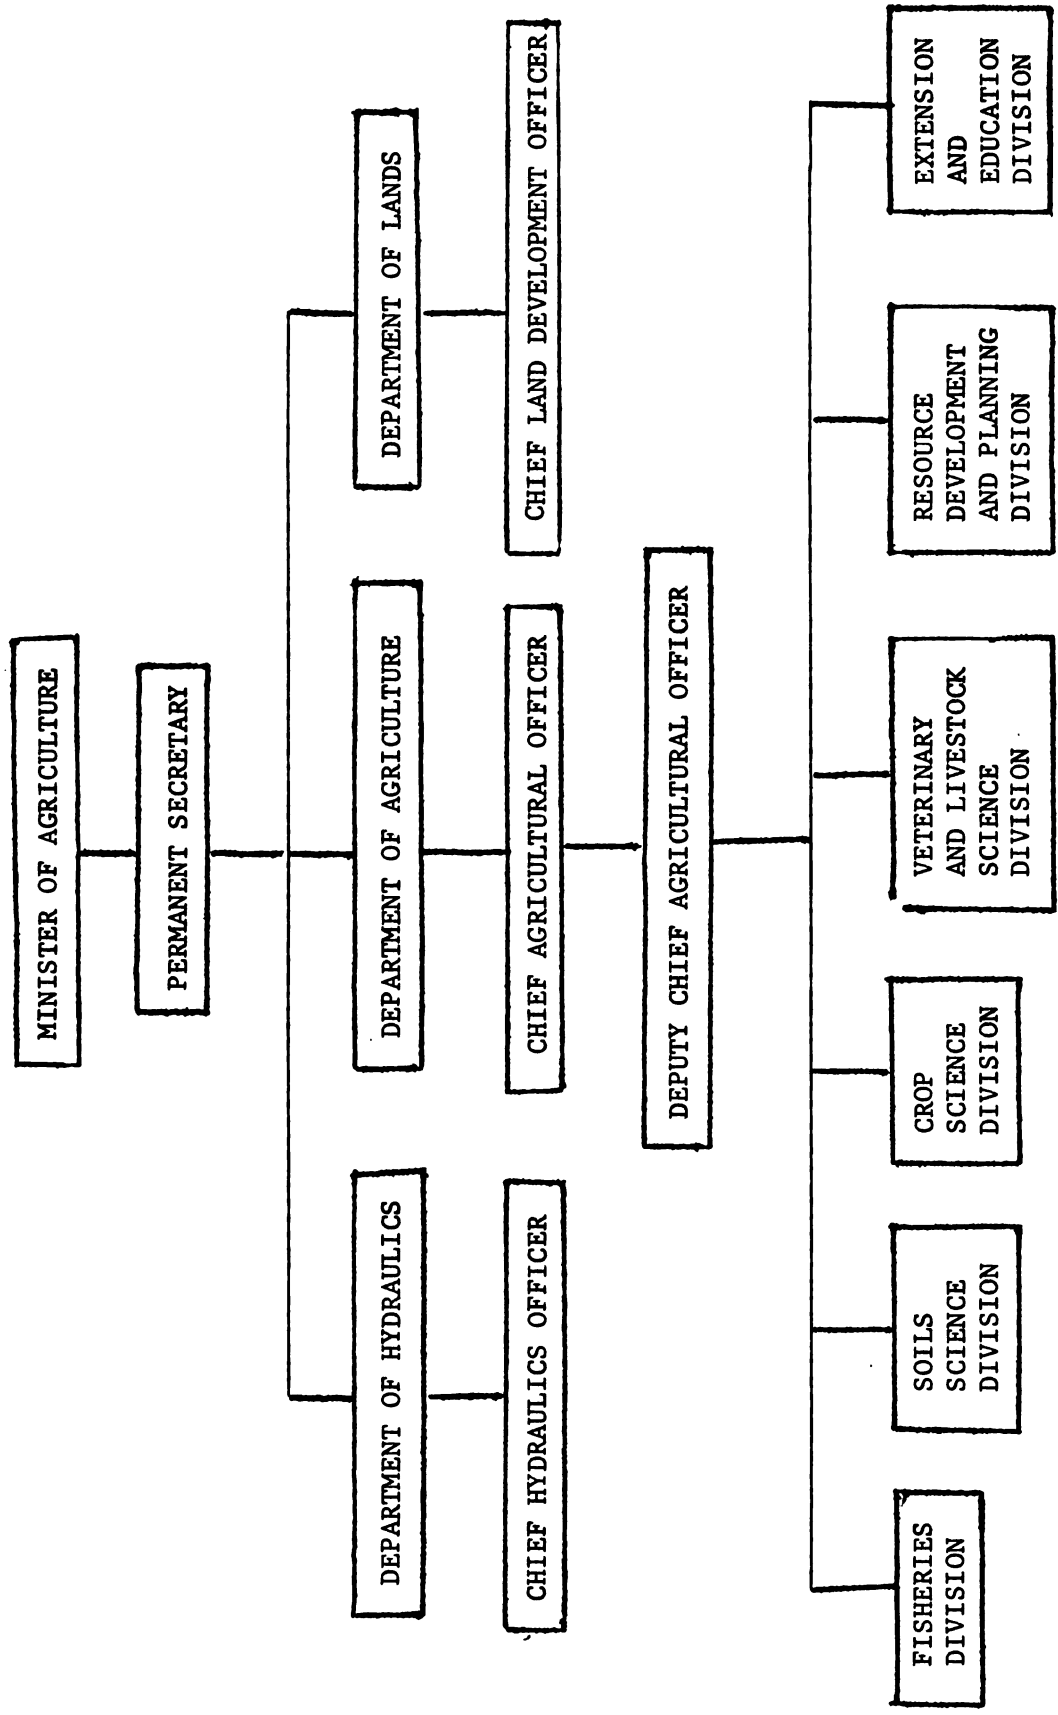 MINISTER OF AGRICULTURE
PERMANENT SECRETARY
DEPARTMENT OF HYDRAULICS
DEPARTMENT OF AGRICULTURE
DEPARTMENT OF LANDS
CHIEF HYDRAULICS OFFICER
CHIEF AGRICULTURAL OFFICER
CHIEF LAND DEVELOPMENT OFFICER
DEPUTY CHIEF AGRICULTURAL OFFICER
FISHERIES
DIVISION
SOILS
SCIENCE
DIVISION
CROP
SCIENCE
DIVISION
VETERINARY
AND LIVESTOCK
SCIENCE
DIVISION
RESOURCE
DEVELOPMENT
AND PLANNING
DIVISION
EXTENSION
AND
EDUCATION
DIVISION